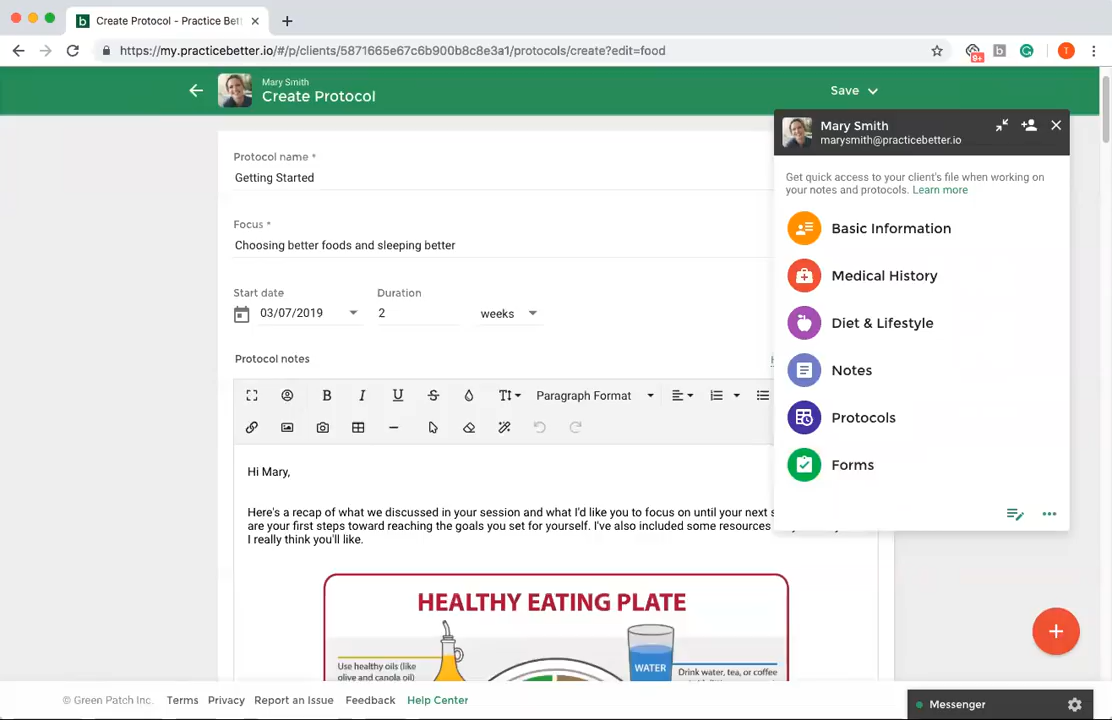 Create Protocol - Practice Bett
https://my.practicebetter.io/#/p/clients/5871665e67c6b900b8c8e3a1/protocols/create?edit=food
9+
b
T
Mary Smith
Create Protocol
Save
Mary Smith
marysmith@practicebetter.io
Get quick access to your client's file when working on
your notes and protocols. Learn more
Basic Information
Medical History
Diet & Lifestyle
Notes
Protocols
Forms
Protocol name *
Getting Started
Focus *
Choosing better foods and sleeping better
Start date
Duration
03/07/2019
2
weeks
Protocol notes
B I U S
Paragraph Format
Hi Mary,
Here's a recap of what we discussed in your session and what I'd like you to focus on until your next
are your first steps toward reaching the goals you set for yourself. I've also included some resources
I really think you'll like.
HEALTHY EATING PLATE
Use healthy oils (like
olive and canola oil)
WATER
Drink water, tea, or coffee
© Green Patch Inc.
Terms
Privacy
Report an Issue
Feedback
Help Center
Messenger